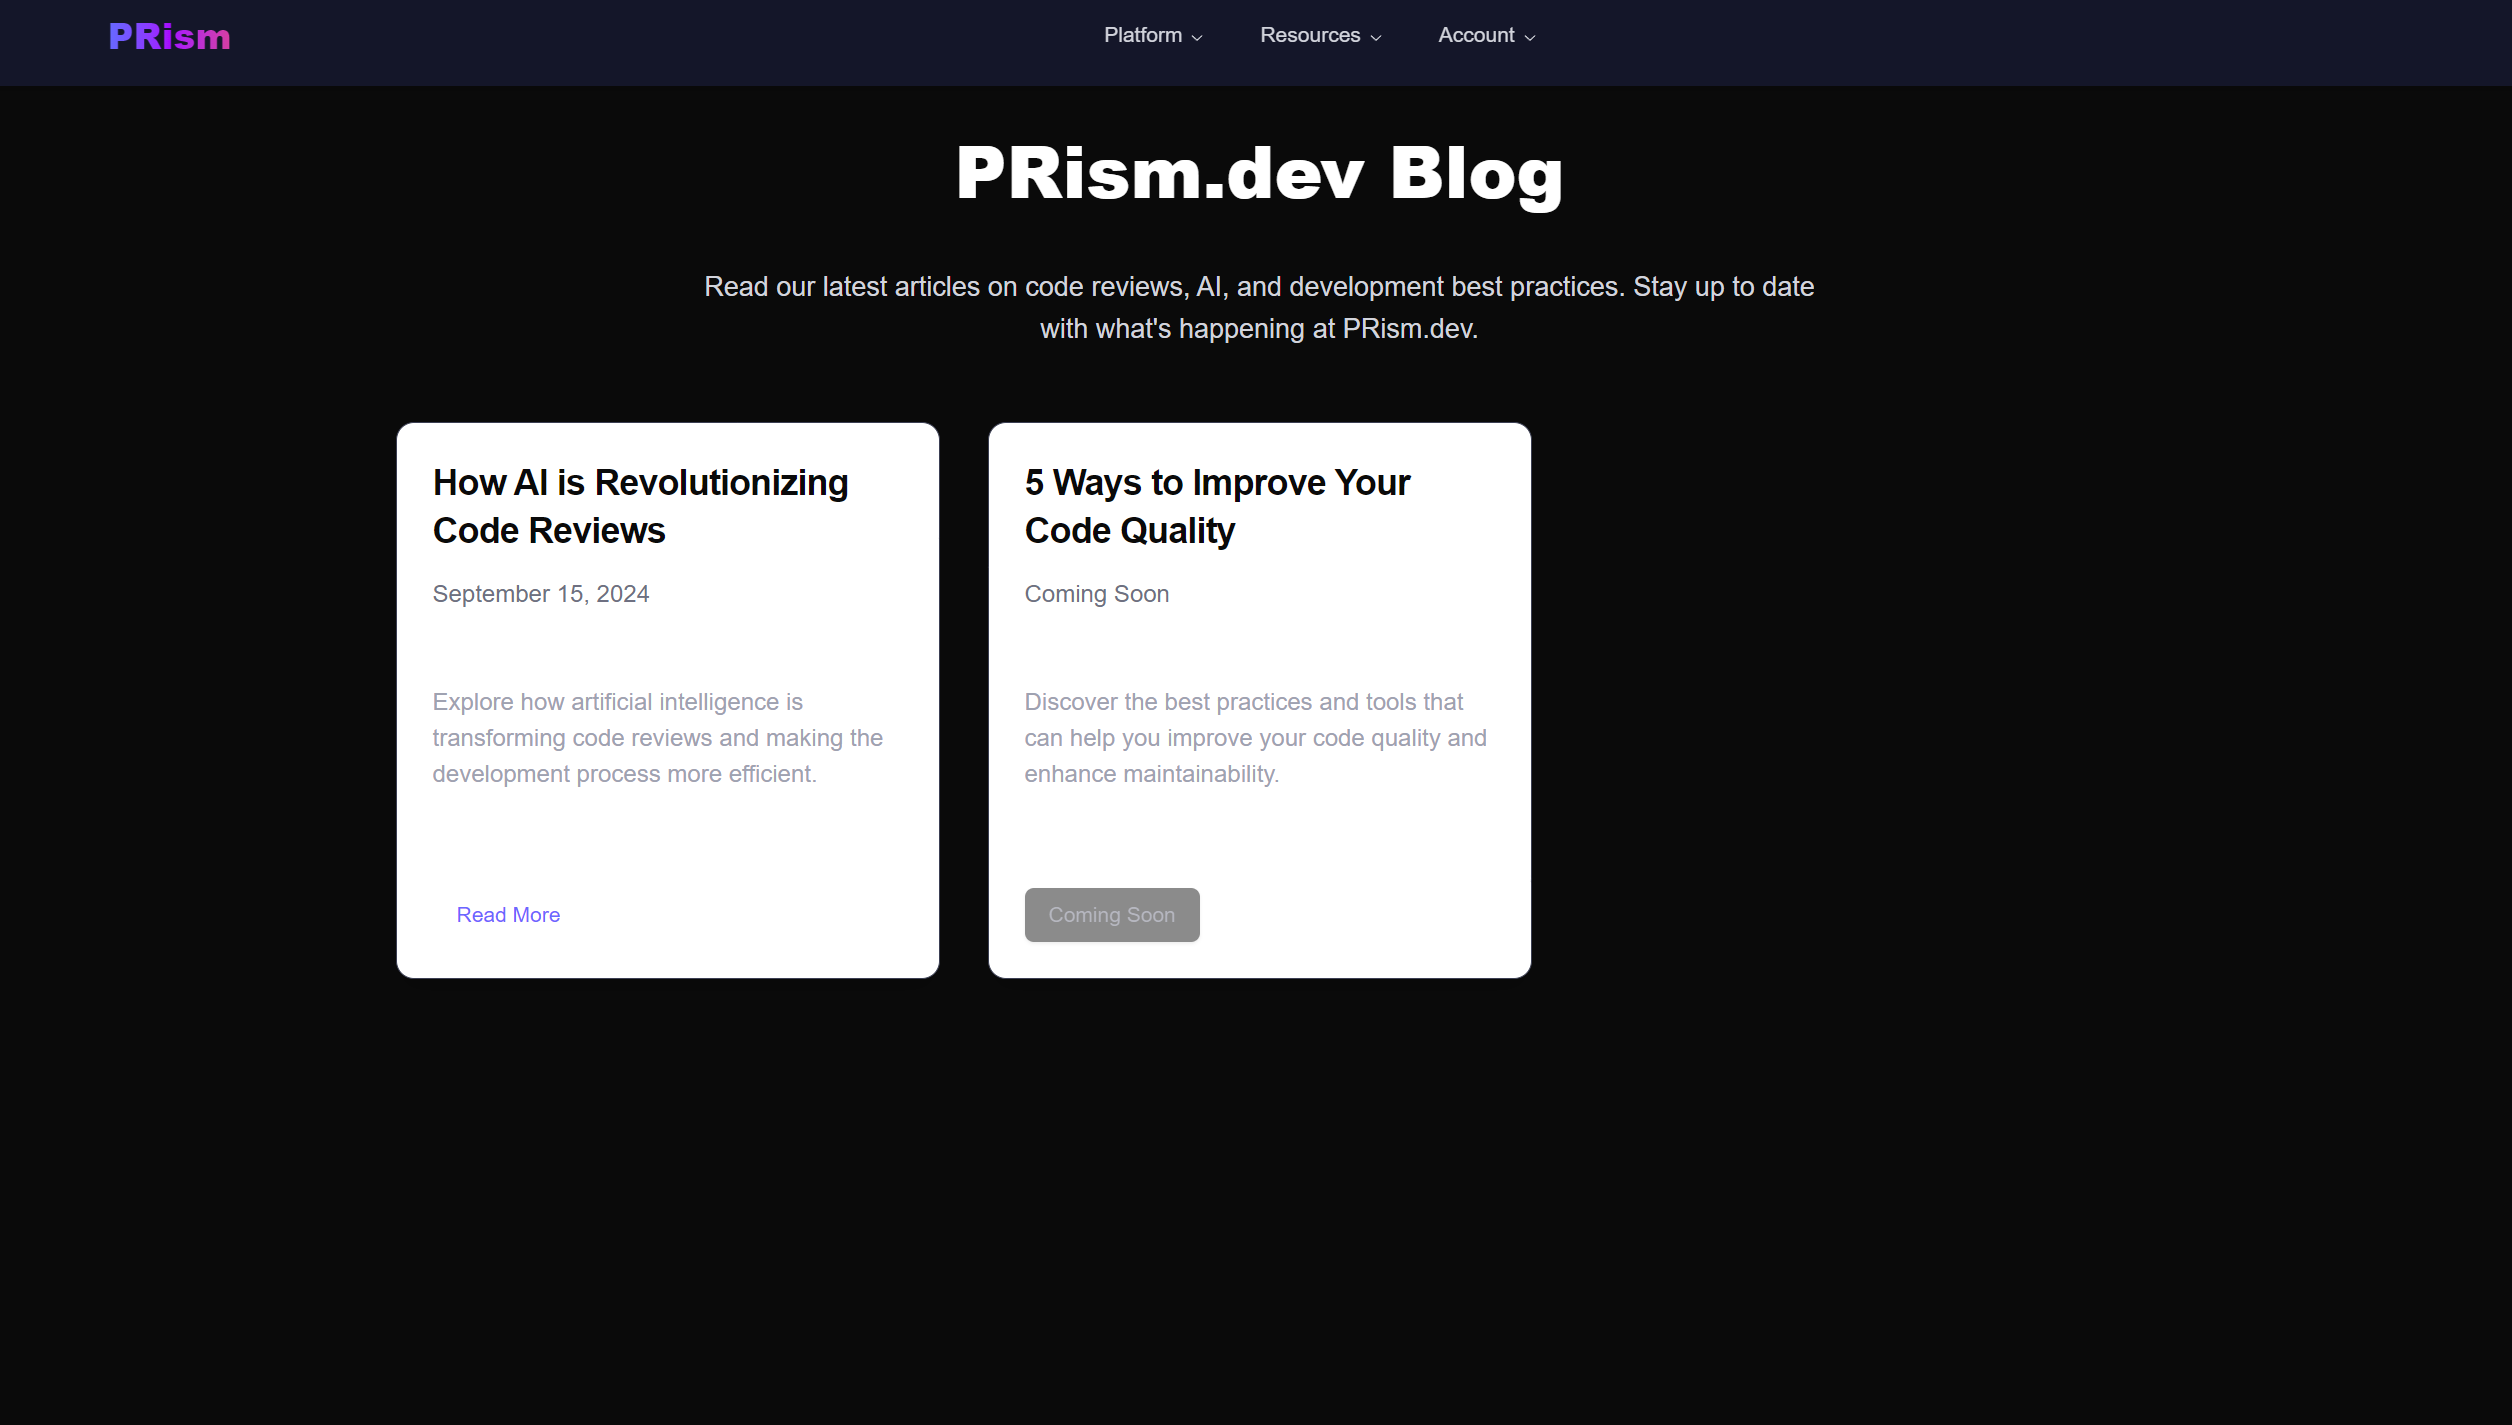 PRism
Platform
Resources
Account
PRism.dev Blog
Read our latest articles on code reviews, AI, and development best practices. Stay up to date
with what's happening at PRism.dev.
How AI is Revolutionizing
Code Reviews
September 15, 2024
Explore how artificial intelligence is
transforming code reviews and making the
development process more efficient.
Read More
5 Ways to Improve Your
Code Quality
Coming Soon
Discover the best practices and tools that
can help you improve your code quality and
enhance maintainability.
Coming Soon